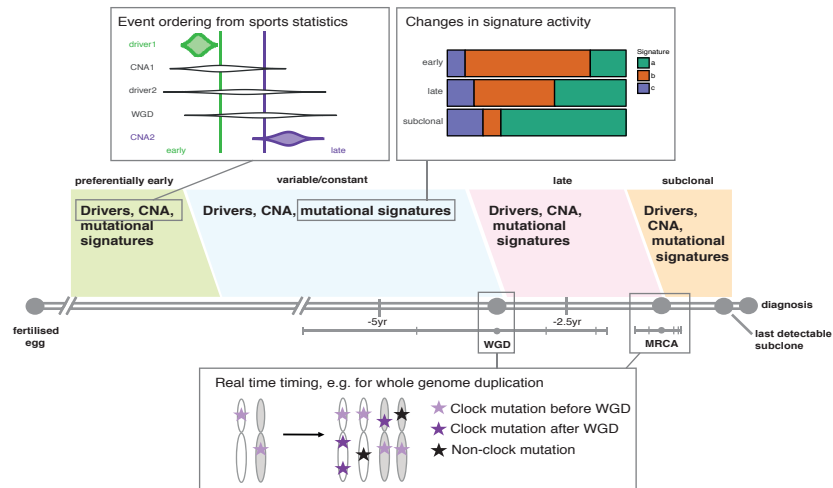 Event ordering from sports statistics
driver1
CNA1
driver2
WGD
CNA2
early
late
Changes in signature activity
early
late
subclonal
Signature
a
b
c
preferentially early
variable/constant
late
subclonal
Drivers, CNA,
mutational
signatures
Drivers, CNA, mutational signatures
Drivers, CNA,
mutational
signatures
Drivers,
CNA,
mutational
signatures
fertilised
egg
-5yr
WGD
-2.5yr
MRCA
diagnosis
last detectable
subclone
Real time timing, e.g. for whole genome duplication
Clock mutation before WGD
Clock mutation after WGD
Non-clock mutation